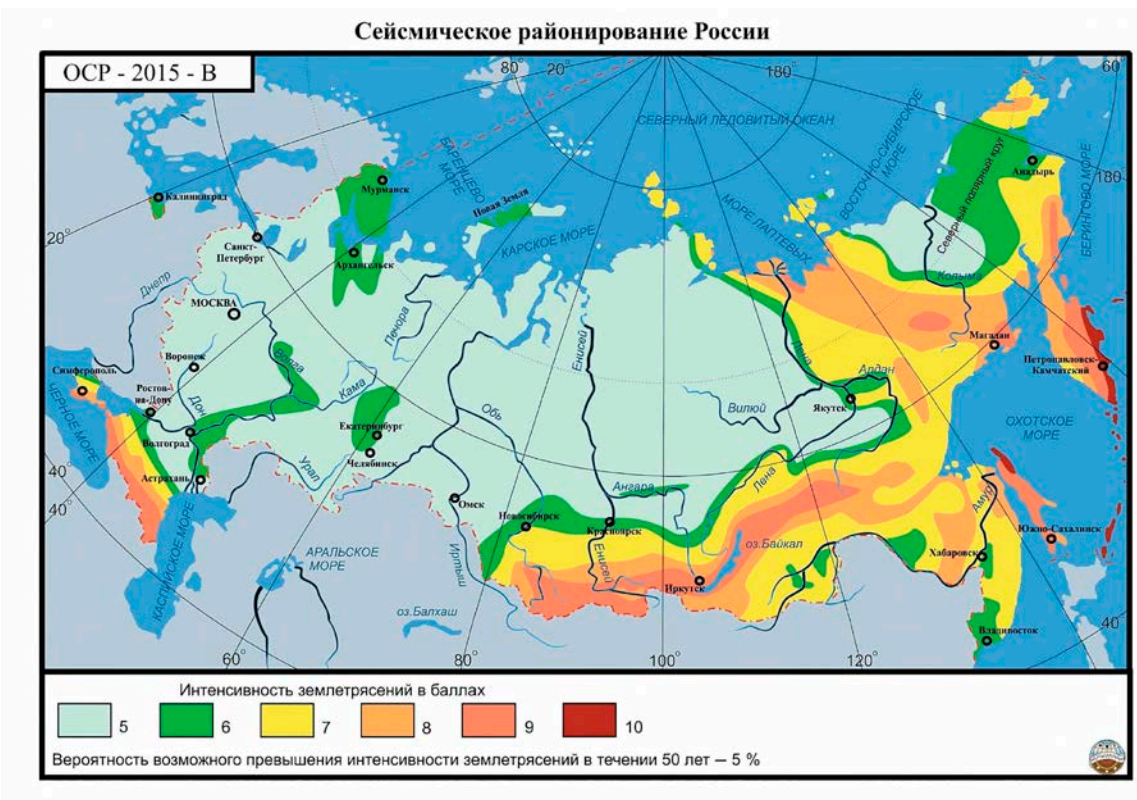 Сейсмическое районирование России
ОСР - 2015 - В
80°
20°
180°
60°
СЕВЕРНЫЙ ЛЕДОВИТЫЙ ОКЕАН
БАРЕНЦЕВО
МОРЕ
ВОСТОЧНО-СИБИРСКОЕ
МОРЕ
Северный полярный круг
БЕРИНГОВО МОРЕ
Анадырь
180°
Мурманск
Калининград
Новая Земля
МОРЕ ЛАПТЕВЫХ
КАРСКОЕ МОРЕ
20°
Санкт-
Петербург
Архангельск
Колыма
Днепр
МОСКВА
Печора
Енисей
Лена
Магадан
Воронеж
Волга
Симферополь
Ростов-
на-Дону
Дон
Кама
Обь
Вилюй
Алдан
Якутск
Петропавловск-
Камчатский
ЧЕРНОЕ МОРЕ
Екатеринбург
ОХОТСКОЕ
МОРЕ
Волгоград
Челябинск
40°
Астрахань
Урал
Ангара
Лена
Амур
40°
Омск
Новосибирск
Красноярск
Южно-Сахалинск
КАСПИЙСКОЕ МОРЕ
АРАЛЬСКОЕ
МОРЕ
Иртыш
Енисей
оз.Байкал
Хабаровск
Иркутск
оз.Балхаш
40°
Владивосток
60°
80°
100°
120°
Интенсивность землетрясений в баллах
5 6 7 8 9 10
Вероятность возможного превышения интенсивности землетрясений в течении 50 лет – 5 %